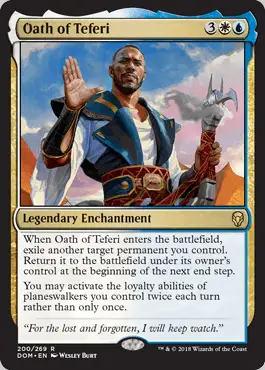 Oath of Teferi 3
Legendary Enchantment
When Oath of Teferi enters the battlefield,
exile another target permanent you control.
Return it to the battlefield under its owner's
control at the beginning of the next end step.
You may activate the loyalty abilities of
planeswalkers you control twice each turn
rather than only once.
"For the lost and forgotten, I will keep watch."
200/269 R
DOM • EN Wesley Burt
™ & © 2018 Wizards of the Coast